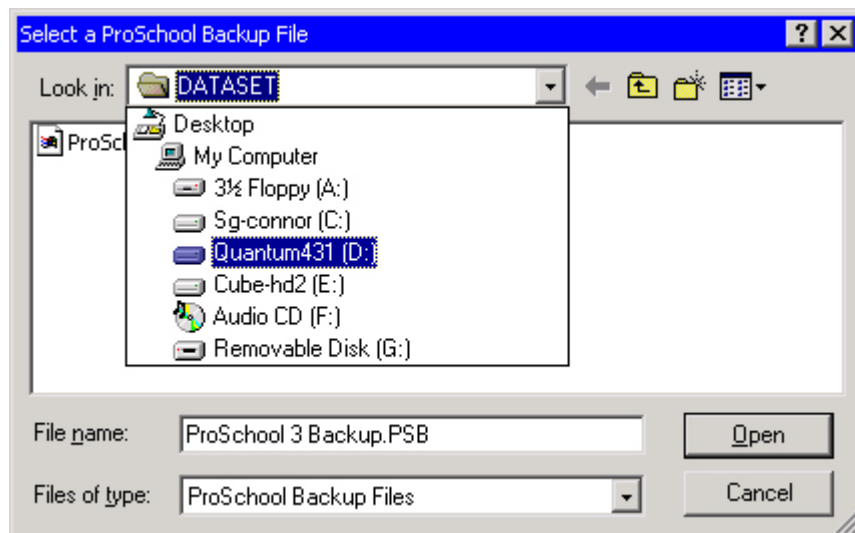 Select a ProSchool Backup File
Look in: DATASET
Desktop
ProSc
My Computer
3½ Floppy (A:)
Sg-connor (C:)
Quantum431 (D:)
Cube-hd2 (E:)
Audio CD (F:)
Removable Disk (G:)
File name: ProSchool 3 Backup.PSB Open
Files of type: ProSchool Backup Files Cancel